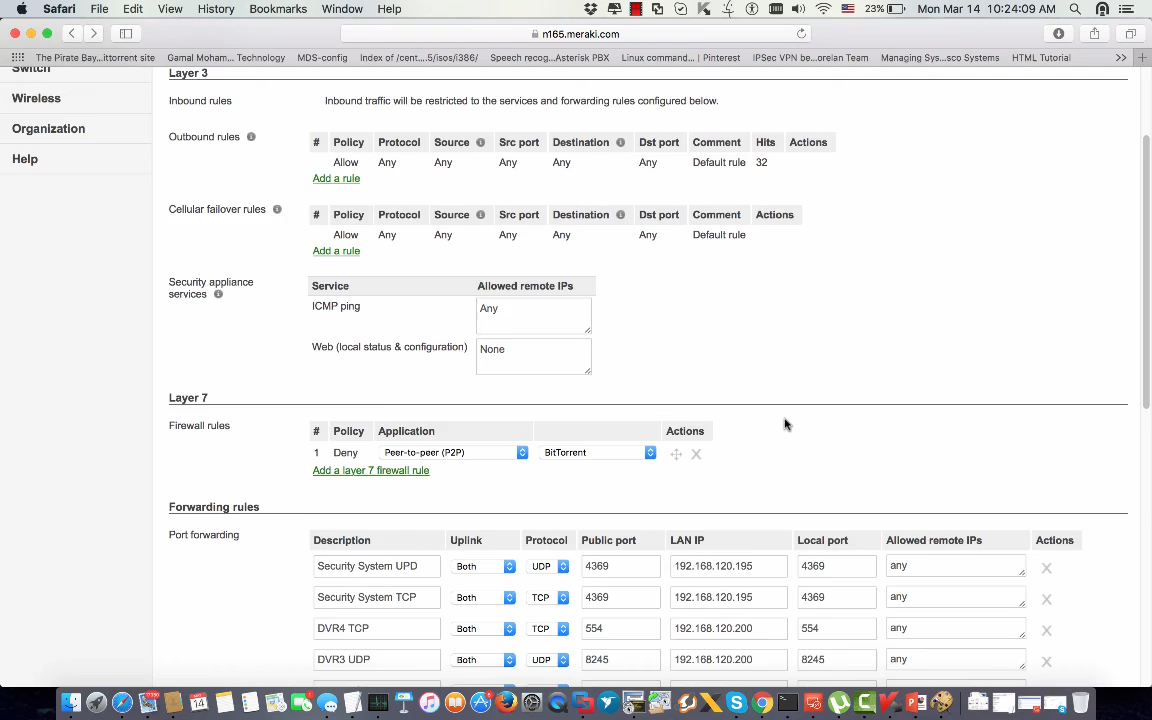 Safari File Edit View History Bookmarks Window Help 23% Mon Mar 14 10:24:09 AM
n165.meraki.com
The Pirate Bay...ittorrent site Gamal Moham... Technology MDS-config Index of /cent....5/isos/i386/ Speech recog...Asterisk PBX Linux command... | Pinterest IPSec VPN be...orelan Team Managing Sys...sco Systems HTML Tutorial >>
Switch
Wireless
Organization
Help
Layer 3
Inbound rules Inbound traffic will be restricted to the services and forwarding rules configured below.
Outbound rules # Policy Protocol Source Src port Destination Dst port Comment Hits Actions
Allow Any Any Any Any Any Default rule 32
Add a rule
Cellular failover rules # Policy Protocol Source Src port Destination Dst port Comment Actions
Allow Any Any Any Any Any Default rule
Add a rule
Security appliance services Service Allowed remote IPs
ICMP ping Any
Web (local status & configuration) None
Layer 7
Firewall rules # Policy Application Actions
1 Deny Peer-to-peer (P2P) BitTorrent
Add a layer 7 firewall rule
Forwarding rules
Port forwarding Description Uplink Protocol Public port LAN IP Local port Allowed remote IPs Actions
Security System UPD Both UDP 4369 192.168.120.195 4369 any X
Security System TCP Both TCP 4369 192.168.120.195 4369 any X
DVR4 TCP Both TCP 554 192.168.120.200 554 any X
DVR3 UDP Both UDP 8245 192.168.120.200 8245 any X